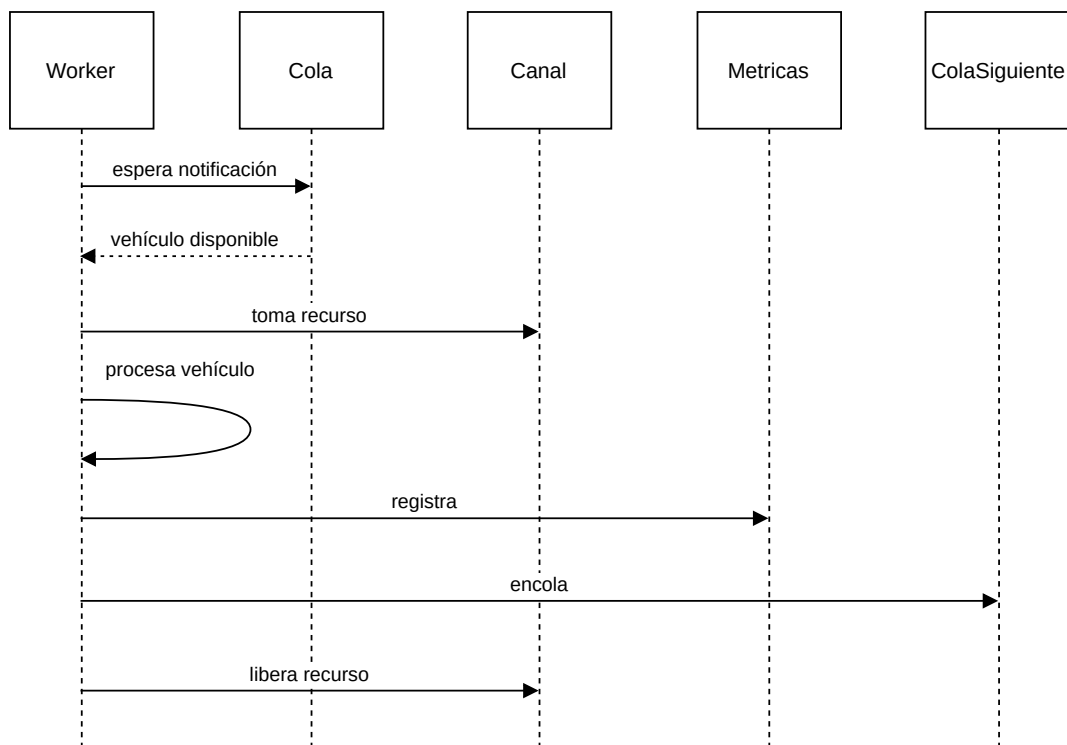 Worker
Cola
Canal
Metricas
ColaSiguiente
espera notificación
vehículo disponible
toma recurso
procesa vehículo
registra
encola
libera recurso